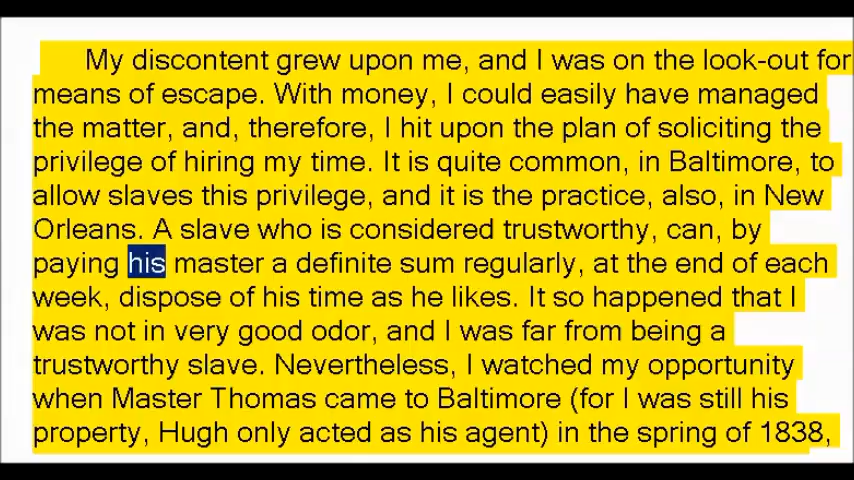 My discontent grew upon me, and I was on the look-out for
means of escape. With money, I could easily have managed
the matter, and, therefore, I hit upon the plan of soliciting the
privilege of hiring my time. It is quite common, in Baltimore, to
allow slaves this privilege, and it is the practice, also, in New
Orleans. A slave who is considered trustworthy, can, by
paying his master a definite sum regularly, at the end of each
week, dispose of his time as he likes. It so happened that I
was not in very good odor, and I was far from being a
trustworthy slave. Nevertheless, I watched my opportunity
when Master Thomas came to Baltimore (for I was still his
property, Hugh only acted as his agent) in the spring of 1838,